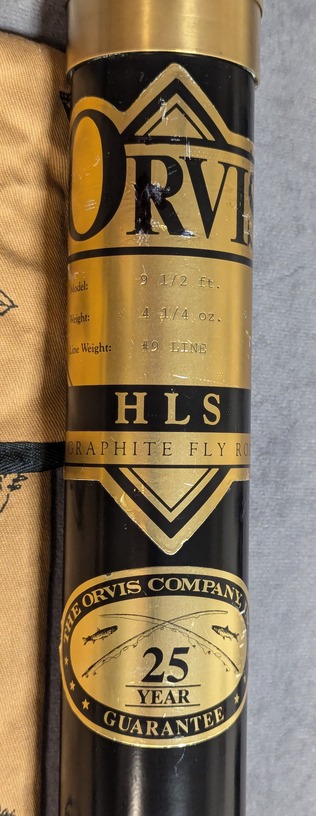 ORVIS
Model: 9 1/2 ft.
Weight: 4 1/4 oz.
Line Weight: #9 LINE
HLS
GRAPHITE FLY RO
THE ORVIS COMPANY,
25
YEAR
GUARANTEE